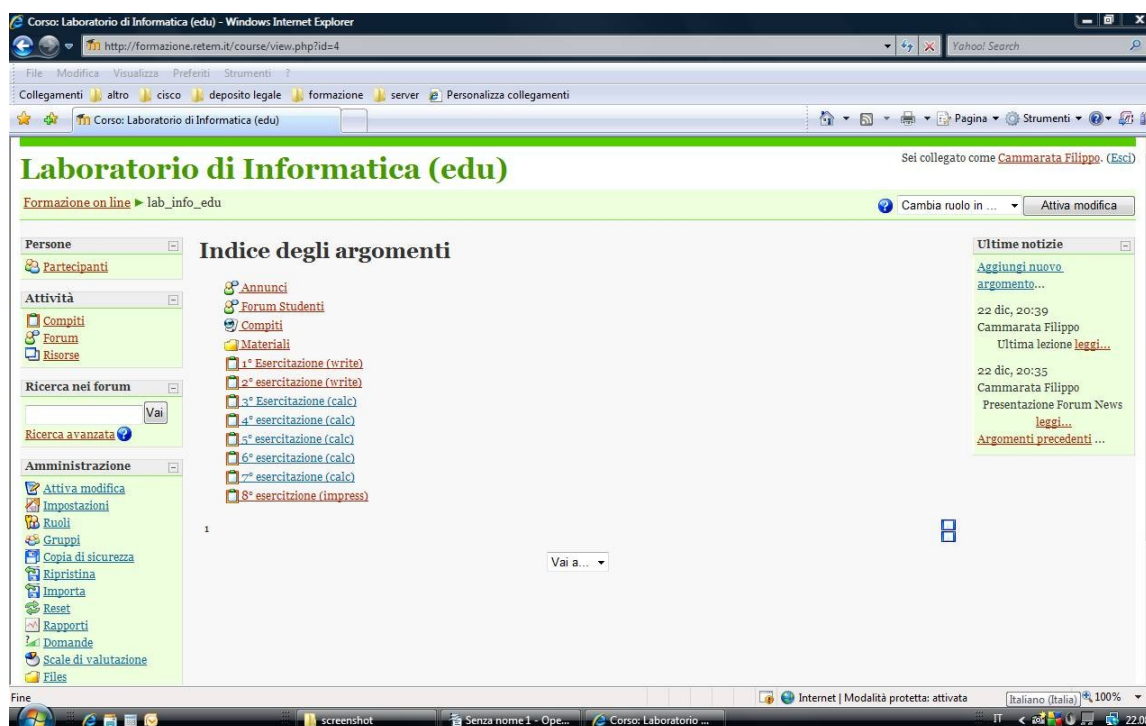 Corso: Laboratorio di Informatica (edu) - Windows Internet Explorer
http://formazione.retem.it/course/view.php?id=4
Yahoo! Search
File Modifica Visualizza Preferiti Strumenti ?
Collegamenti altro cisco deposito legale formazione server Personalizza collegamenti
Corso: Laboratorio di Informatica (edu)
Pagina Strumenti
Laboratorio di Informatica (edu)
Sei collegato come Cammarata Filippo. (Esci)
Formazione on line ► lab_info_edu
Cambia ruolo in ...
Attiva modifica
Persone
Partecipanti
Attività
Compiti
Forum
Risorse
Ricerca nei forum
Vai
Ricerca avanzata
Amministrazione
Attiva modifica
Impostazioni
Ruoli
Gruppi
Copia di sicurezza
Ripristina
Importa
Reset
Rapporti
Domande
Scale di valutazione
Files
Indice degli argomenti
Annunci
Forum Studenti
Compiti
Materiali
1° Esercitazione (write)
2° esercitazione (write)
3° Esercitazione (calc)
4° esercitazione (calc)
5° esercitazione (calc)
6° esercitazione (calc)
7° esercitazione (calc)
8° esercitzione (impress)
1
Vai a...
Ultime notizie
Aggiungi nuovo
argomento...
22 dic, 20:39
Cammarata Filippo
Ultima lezione leggi...
22 dic, 20:35
Cammarata Filippo
Presentazione Forum News
leggi...
Argomenti precedenti ...
Fine
Internet | Modalità protetta: attivata
Italiano (Italia)
100%
screenshot
Senza nome1 - Ope...
Corso: Laboratorio ...
IT